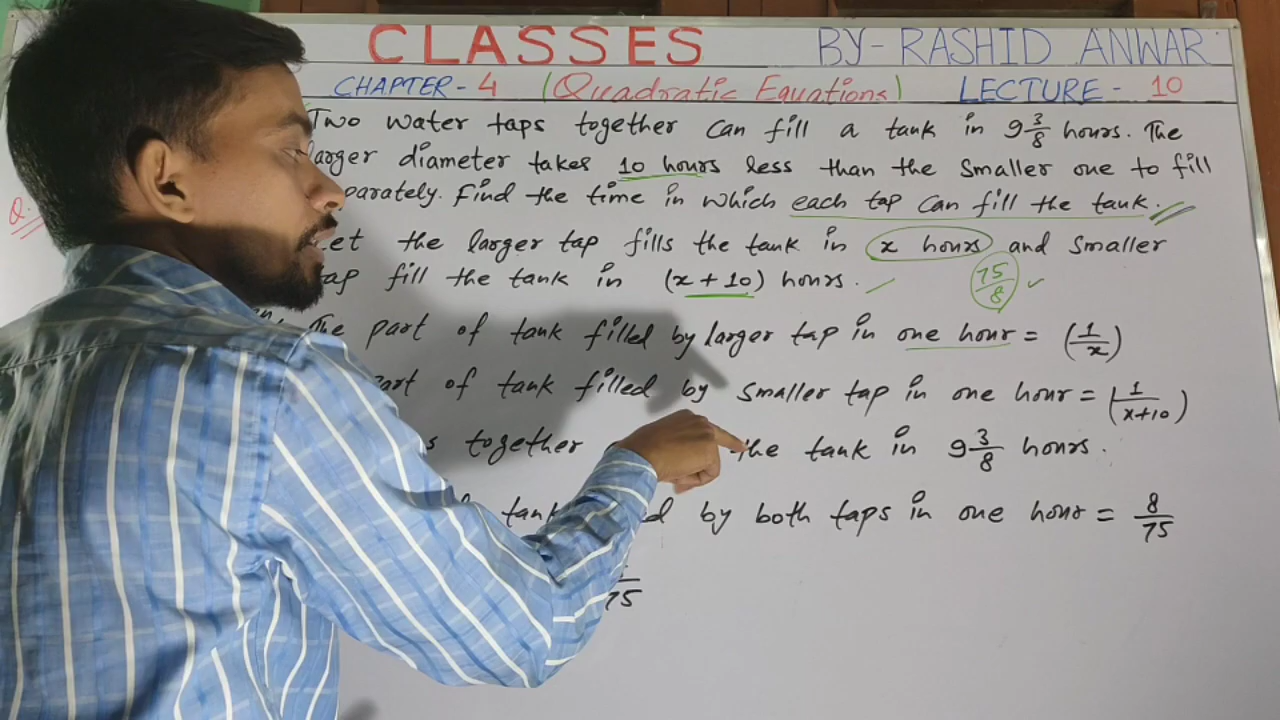 CLASSES BY-RASHID ANWAR
CHAPTER-4 (Quadratic Equations) LECTURE-10
Q.
Two water taps together can fill a tank in 9 3/8 hours. The
larger diameter takes 10 hours less than the smaller one to fill
parately. Find the time in which each tap can fill the tank.
et the larger tap fills the tank in x hours and smaller
ap fill the tank in (x+10) hours. 75/8
The part of tank filled by larger tap in one hour = (1/x)
art of tank filled by smaller tap in one hour = (1/x+10)
s together the tank in 9 3/8 hours.
tank d by both taps in one hour = 8/75
75